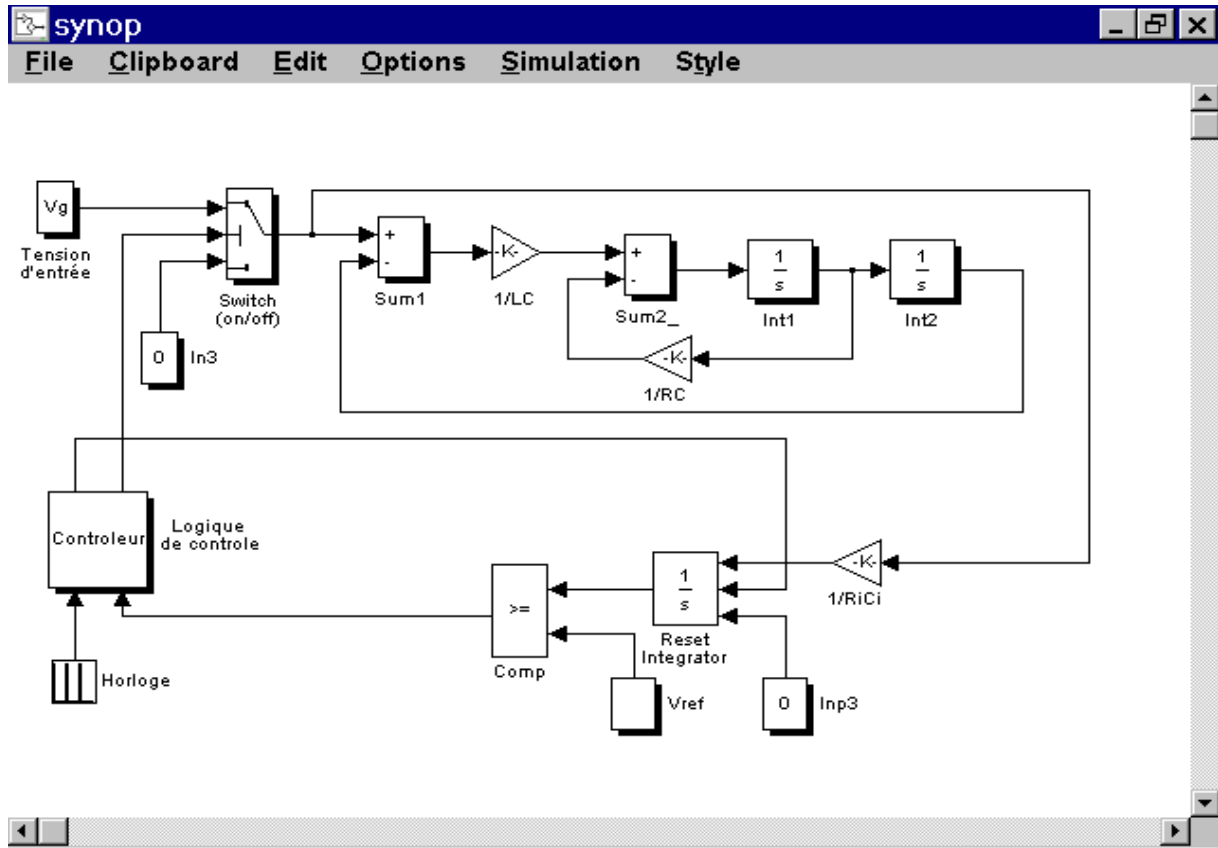 synop
File Clipboard Edit Options Simulation Style
Vg
Tension
d'entrée
Switch
(on/off)
0
In3
+
-
Sum1
-K-
1/LC
+
-
Sum2_
1
s
Int1
1
s
Int2
-K-
1/RC
Controleur
Logique
de controle
Horloge
>=
Comp
1
s
Reset
Integrator
-K-
1/RiCi
Vref
0
Inp3